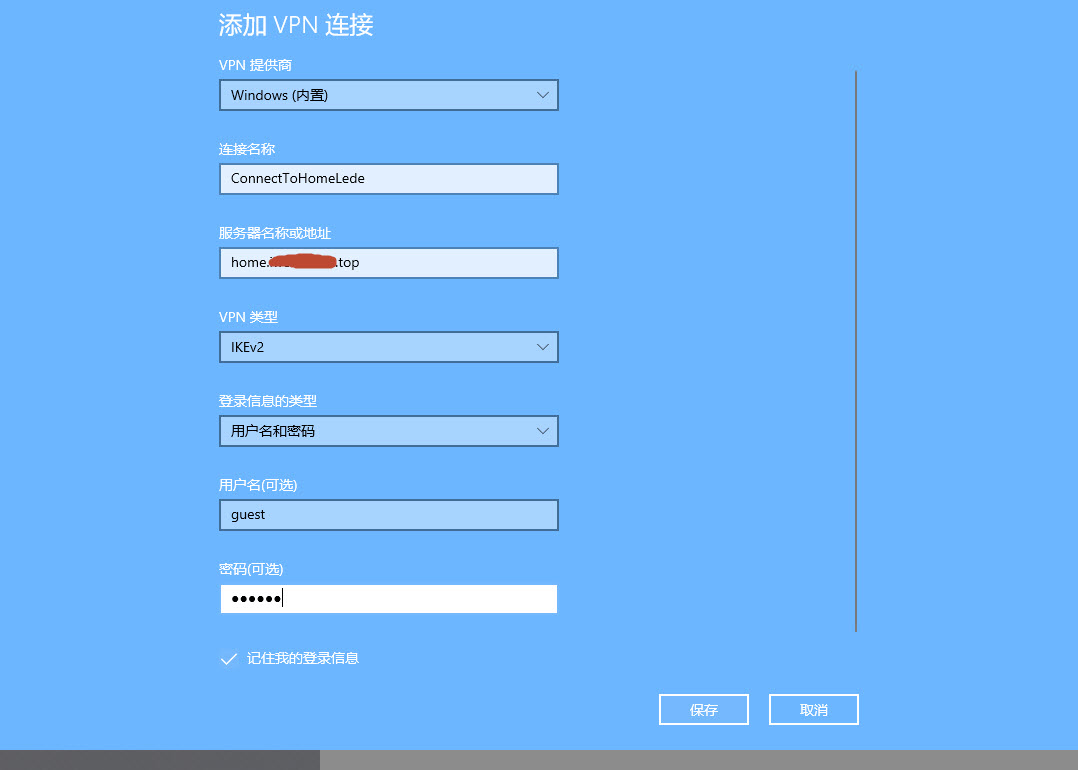 添加 VPN 连接
VPN 提供商
Windows (内置)
连接名称
ConnectToHomeLede
服务器名称或地址
home. .top
VPN 类型
IKEv2
登录信息的类型
用户名和密码
用户名(可选)
guest
密码(可选)
●●●●●●
记住我的登录信息
保存
取消